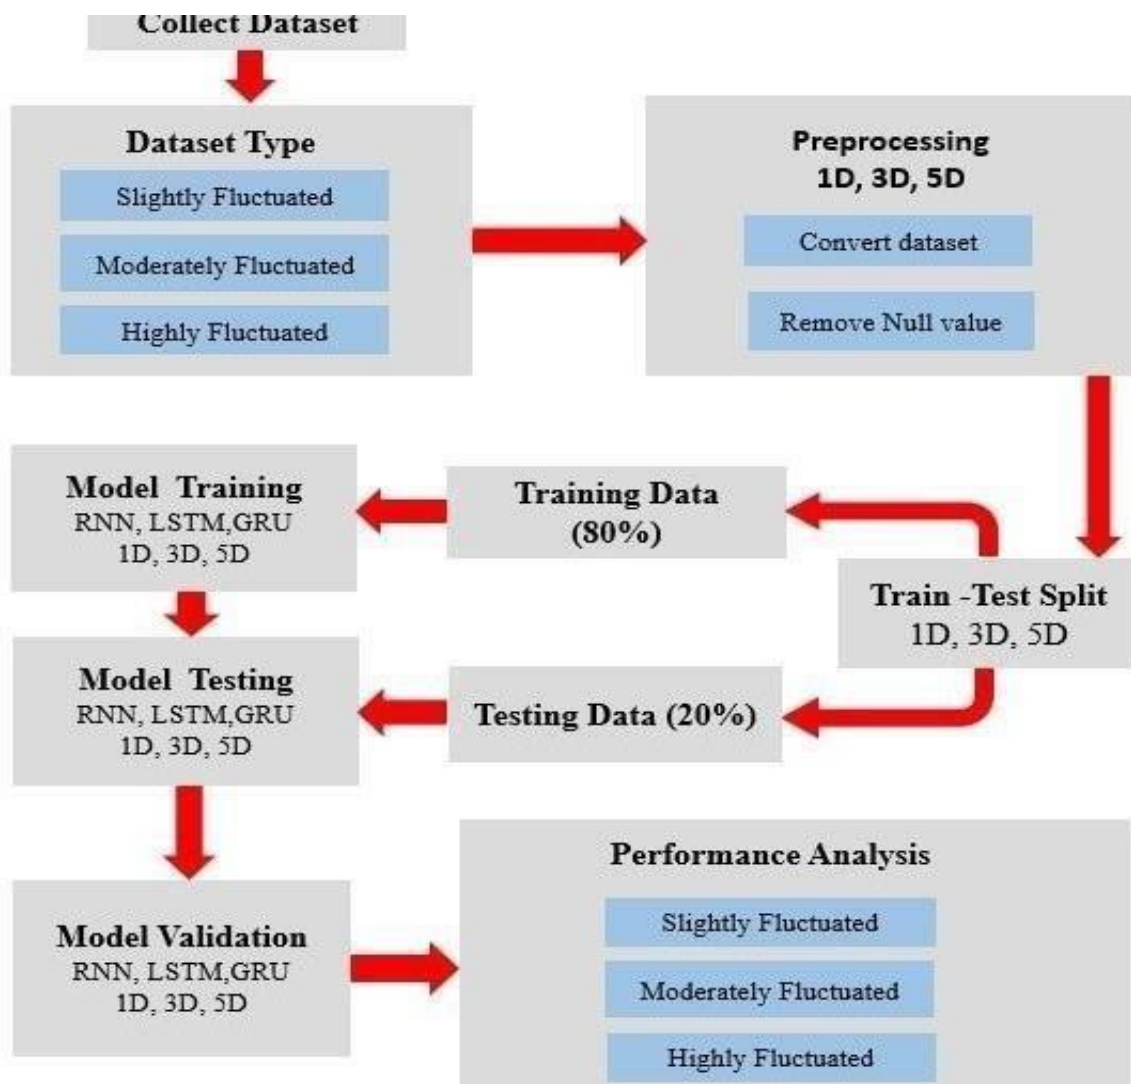 Collect Dataset
Dataset Type
Slightly Fluctuated
Moderately Fluctuated
Highly Fluctuated
Preprocessing
1D, 3D, 5D
Convert dataset
Remove Null value
Train -Test Split
1D, 3D, 5D
Training Data
(80%)
Testing Data (20%)
Model  Training
RNN, LSTM,GRU
1D, 3D, 5D
Model  Testing
RNN, LSTM,GRU
1D, 3D, 5D
Model Validation
RNN, LSTM,GRU
1D, 3D, 5D
Performance Analysis
Slightly Fluctuated
Moderately Fluctuated
Highly Fluctuated